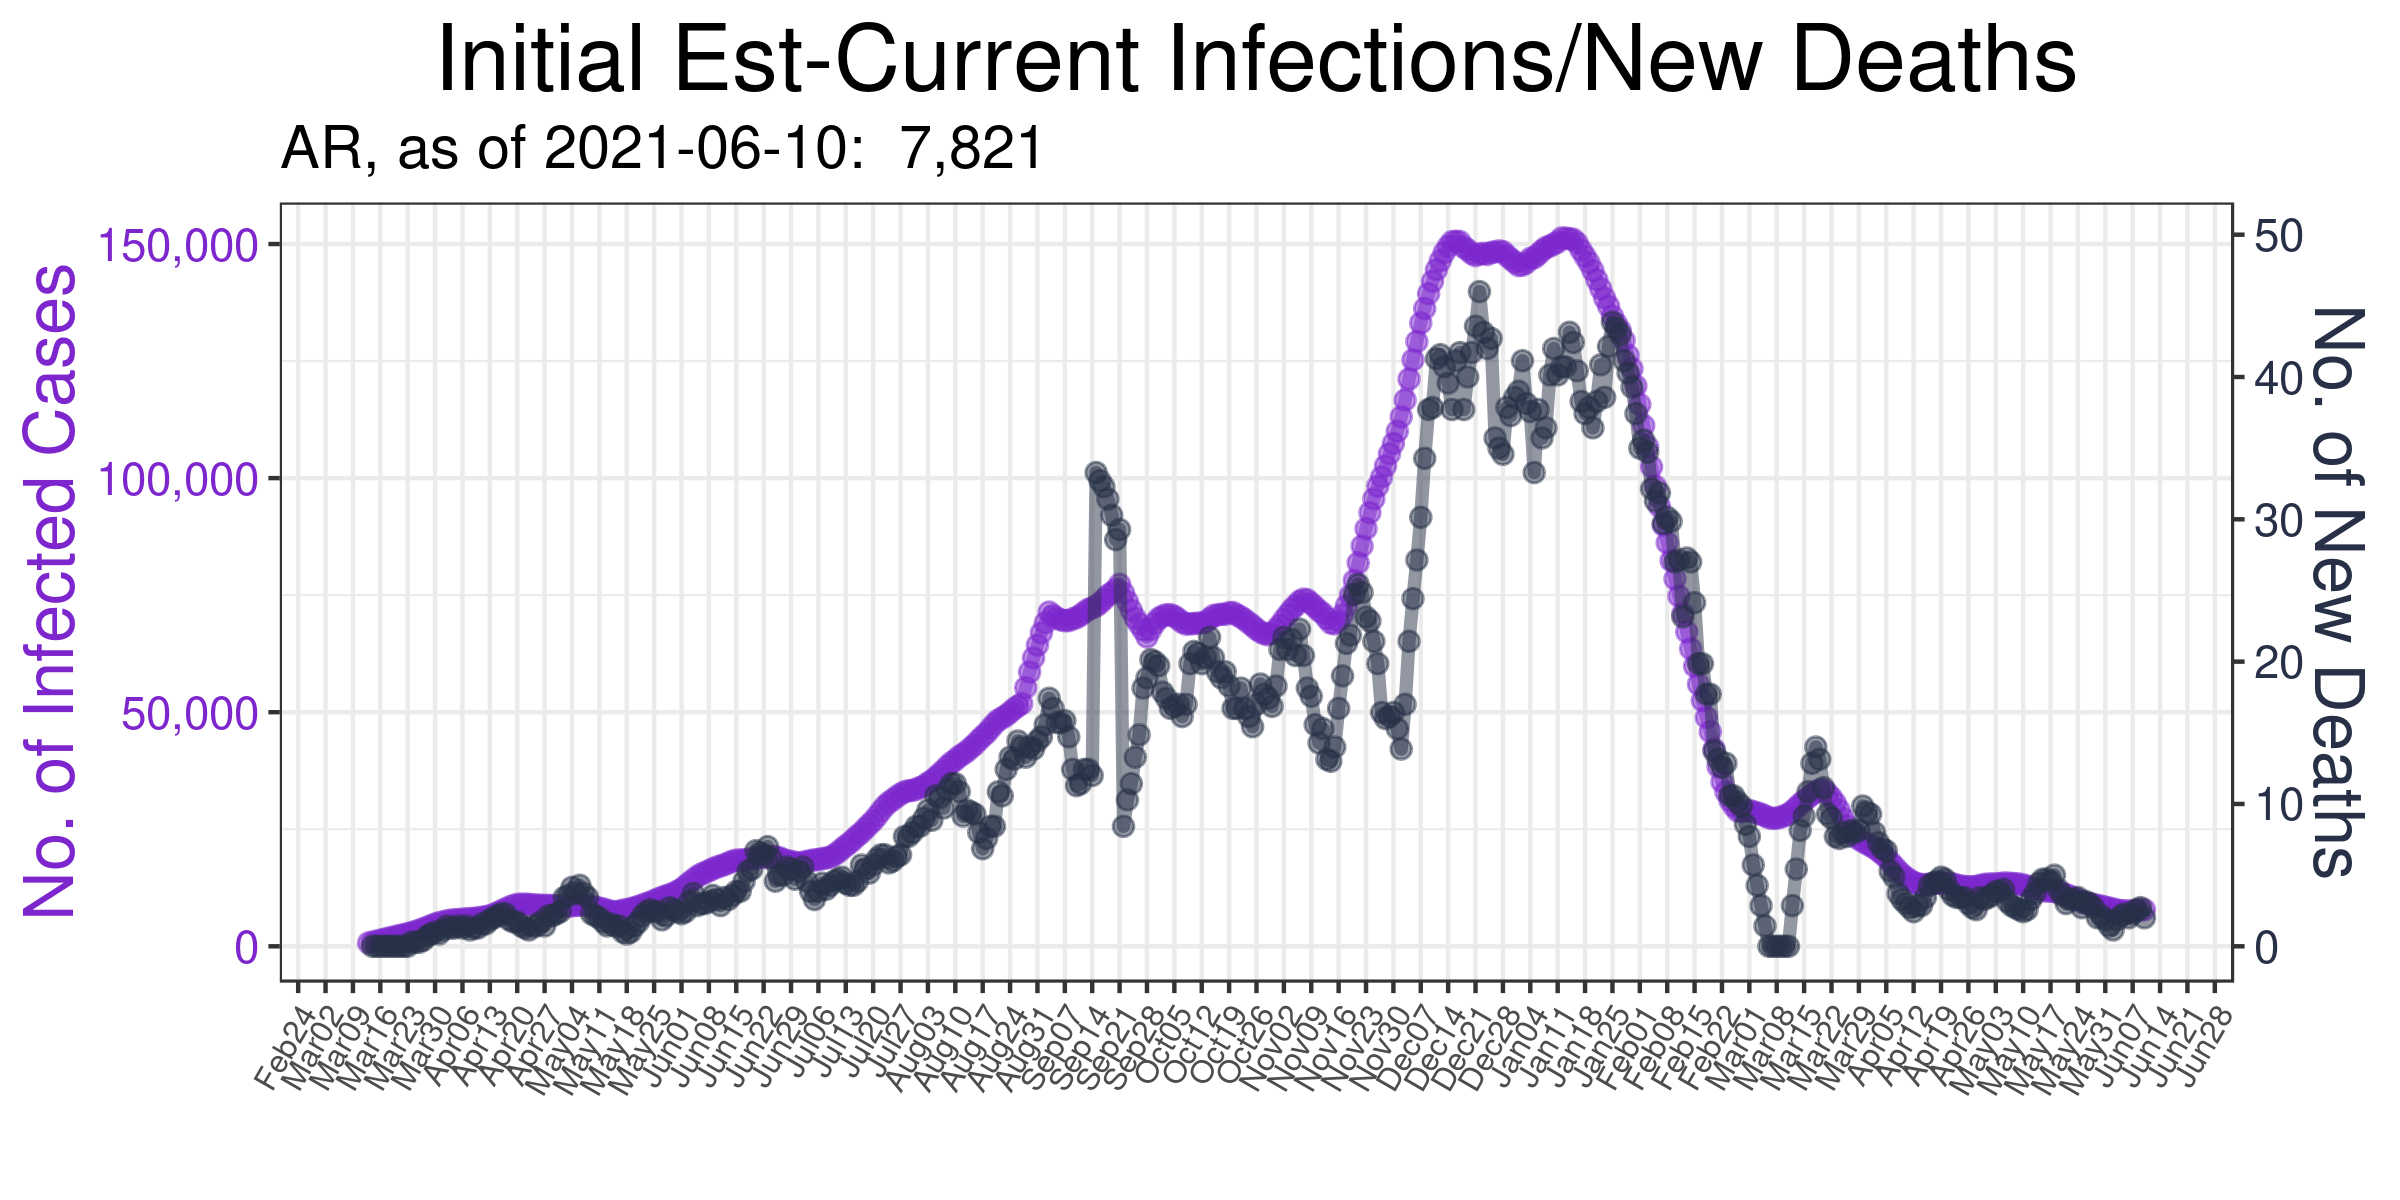 Initial Est-Current Infections/New Deaths
AR, as of 2021-06-10:  7,821
No. of Infected Cases
150,000
100,000
50,000
0
50
40
30
20
10
0
No. of New Deaths
Feb24
Mar02
Mar09
Mar16
Mar23
Mar30
Apr06
Apr13
Apr20
Apr27
May04
May11
May18
May25
Jun01
Jun08
Jun15
Jun22
Jun29
Jul06
Jul13
Jul20
Jul27
Aug03
Aug10
Aug17
Aug24
Aug31
Sep07
Sep14
Sep21
Sep28
Oct05
Oct12
Oct19
Oct26
Nov02
Nov09
Nov16
Nov23
Nov30
Dec07
Dec14
Dec21
Dec28
Jan04
Jan11
Jan18
Jan25
Feb01
Feb08
Feb15
Feb22
Mar01
Mar08
Mar15
Mar22
Mar29
Apr05
Apr12
Apr19
Apr26
May03
May10
May17
May24
May31
Jun07
Jun14
Jun21
Jun28